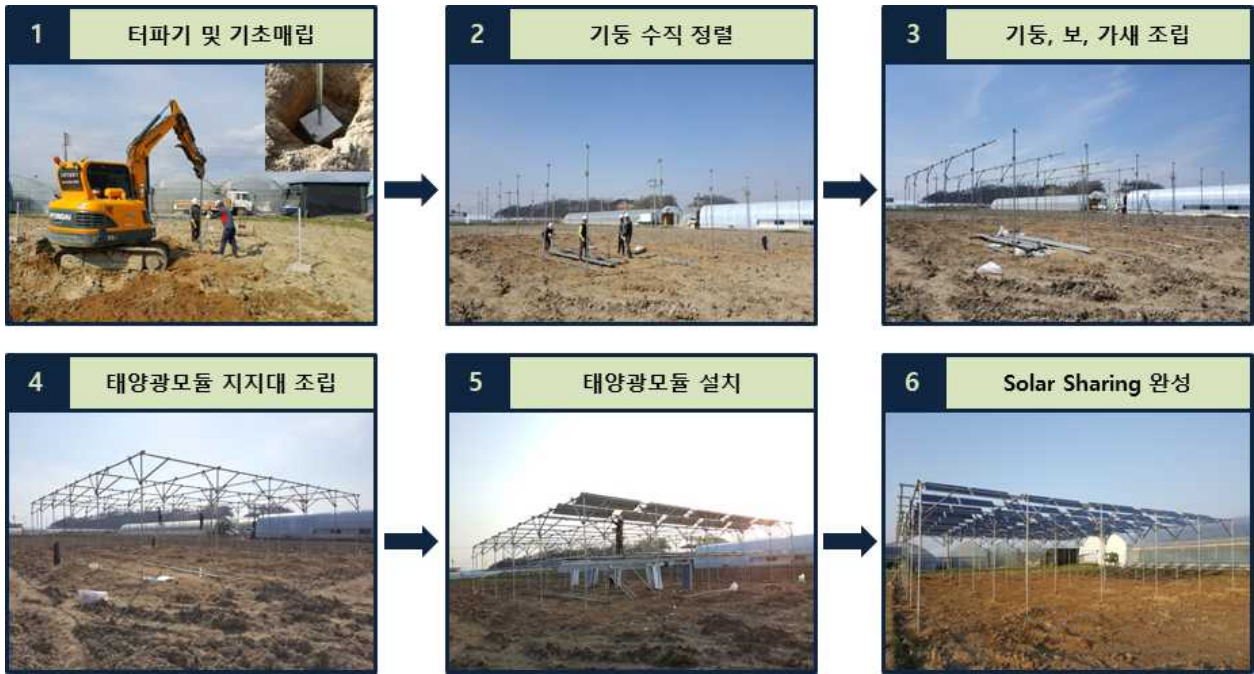 1 터파기 및 기초매립
2 기둥 수직 정렬
3 기둥, 보, 가새 조립
HYUNDAI
4 태양광모듈 지지대 조립
5 태양광모듈 설치
6 Solar Sharing 완성